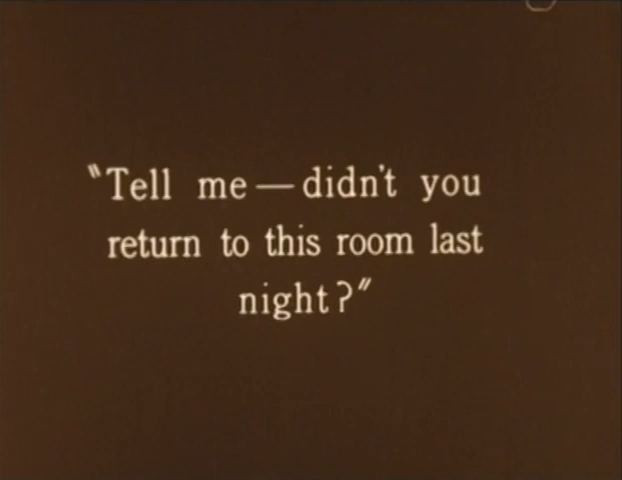 "Tell me — didn't you
return to this room last
night?"